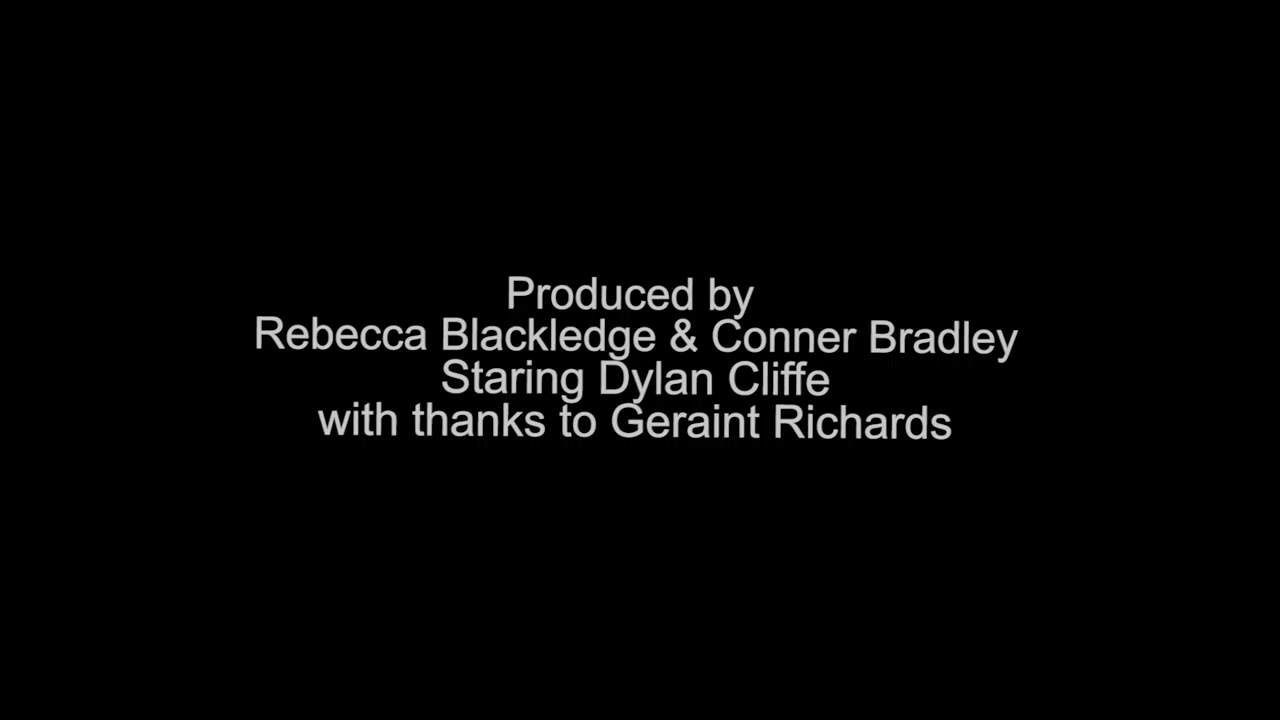 Produced by
Rebecca Blackledge & Conner Bradley
Staring Dylan Cliffe
with thanks to Geraint Richards